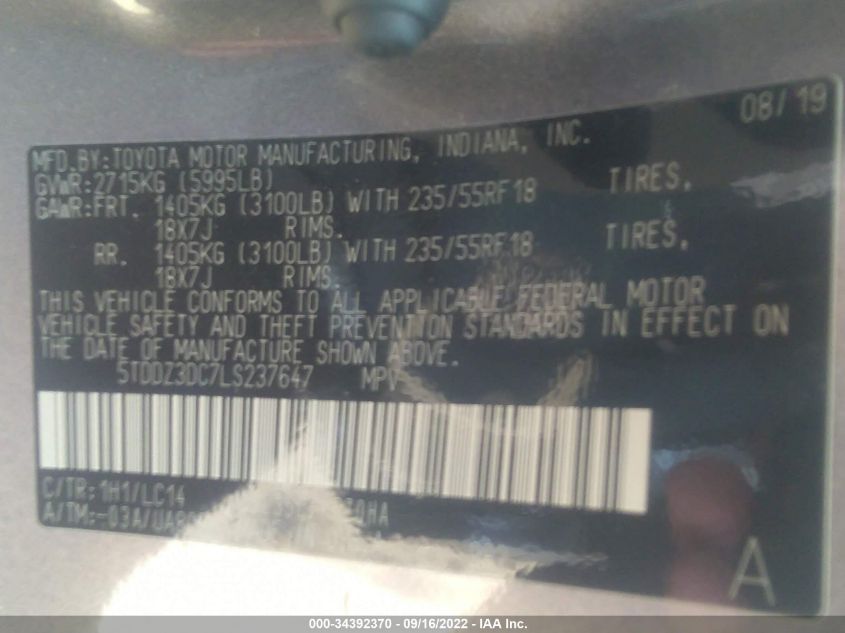 08/19
MFD.BY:TOYOTA MOTOR MANUFACTURING, INDIANA, INC.
GVWR:2715KG (5995LB)
GAWR:FRT. 1405KG (3100LB) WITH 235/55RF18 TIRES,
18X7J RIMS.
RR. 1405KG (3100LB) WITH 235/55RF18 TIRES,
18X7J RIMS.
THIS VEHICLE CONFORMS TO ALL APPLICABLE FEDERAL MOTOR
VEHICLE SAFETY AND THEFT PREVENTION STANDARDS IN EFFECT ON
THE DATE OF MANUFACTURE SHOWN ABOVE.
5TDDZ3DC7LS237647 MPV
C/TR:1H1/LC14
A/TM:-03A/
A
000-34392370 - 09/16/2022 - IAA Inc.